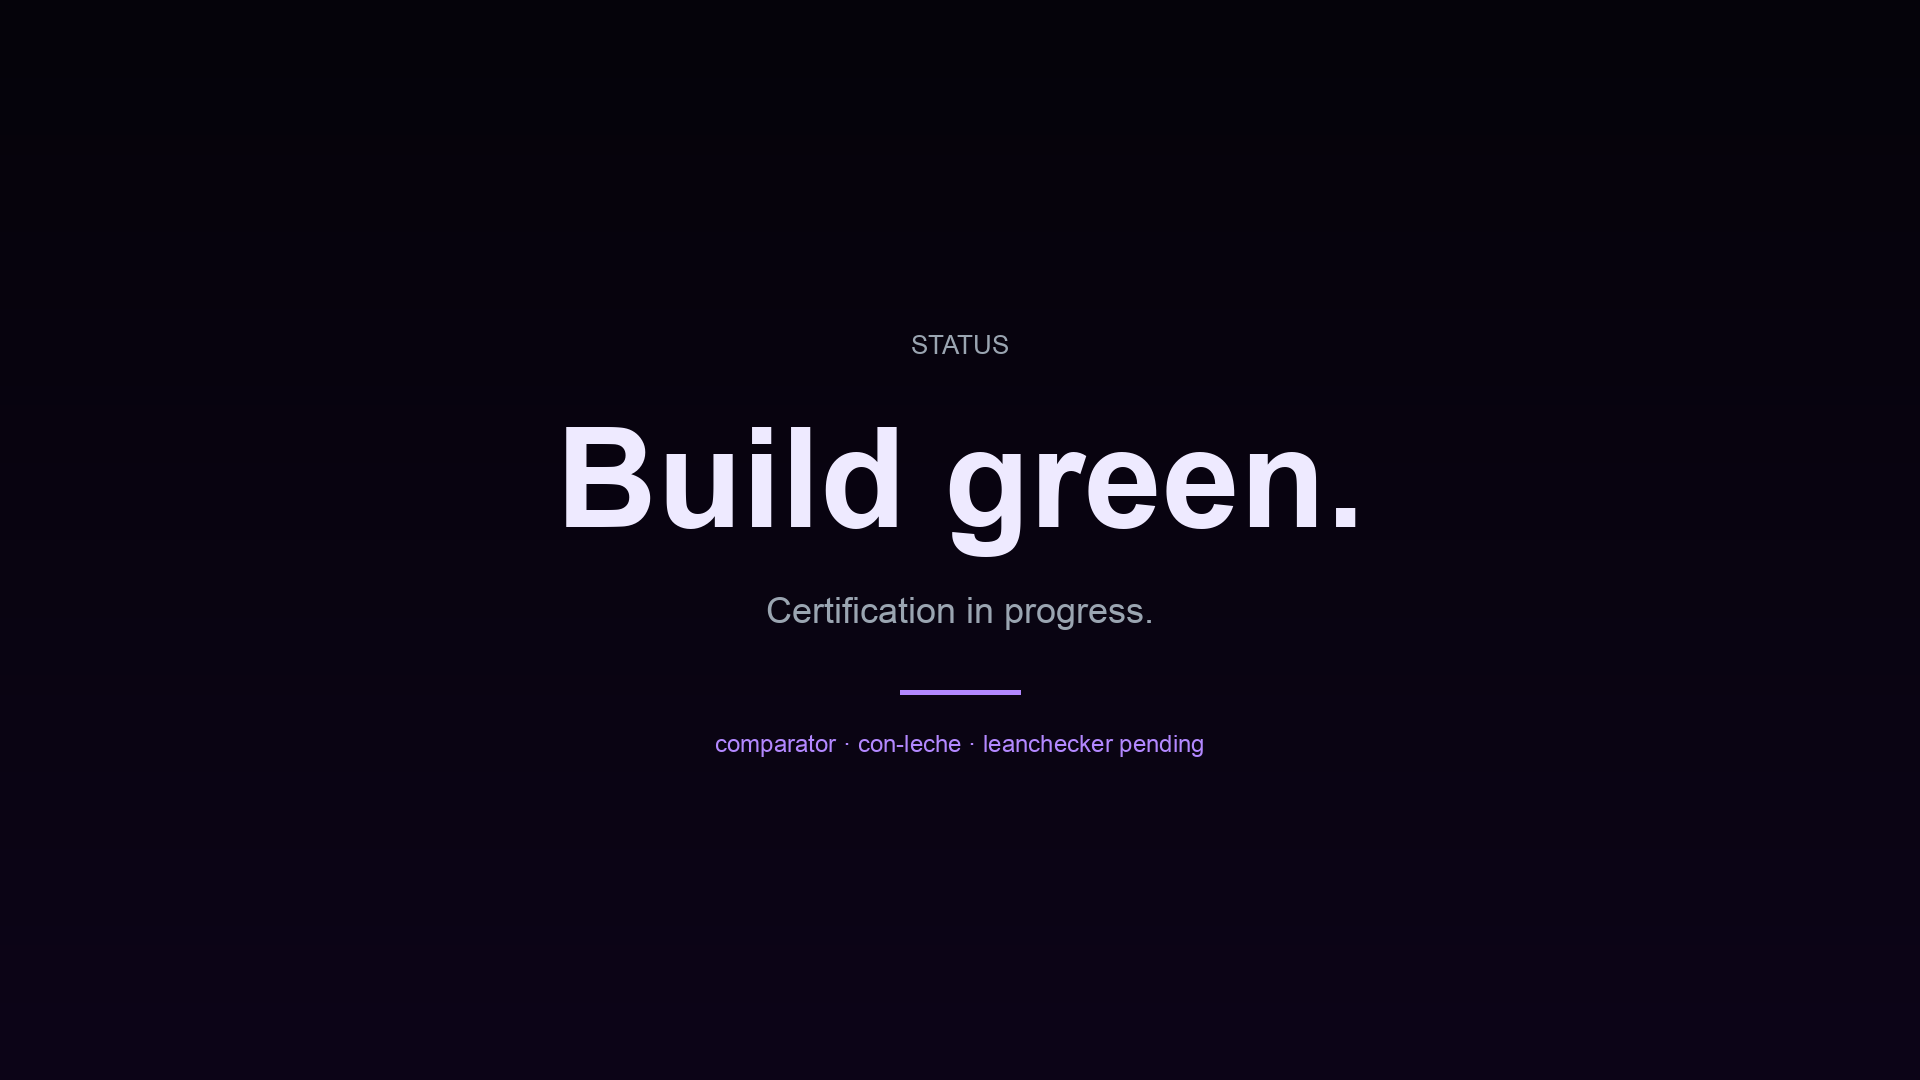 STATUS
Build green.
Certification in progress.
comparator · con-leche · leanchecker pending